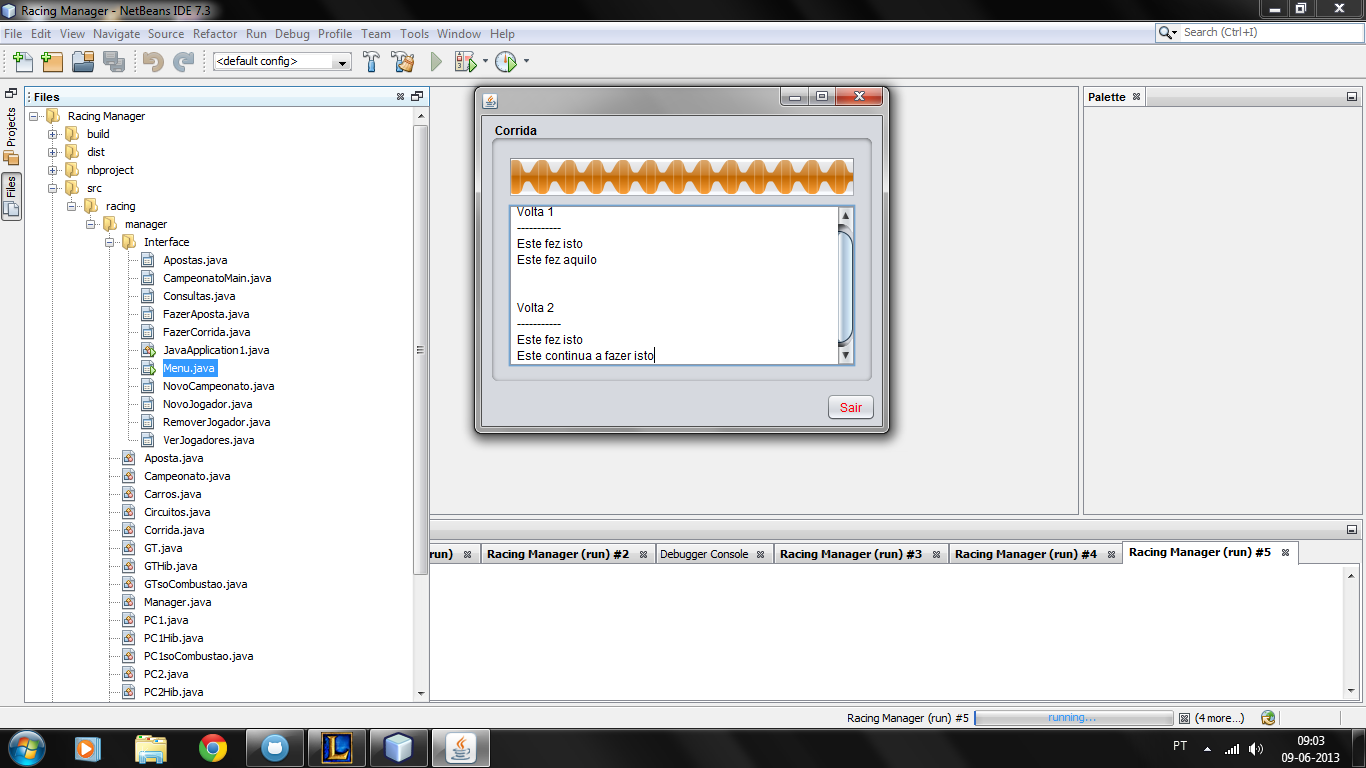 Racing Manager - NetBeans IDE 7.3
File Edit View Navigate Source Refactor Run Debug Profile Team Tools Window Help
Search (Ctrl+I)
<default config>
Projects
Files
Files
Racing Manager
build
dist
nbproject
src
racing
manager
Interface
Apostas.java
CampeonatoMain.java
Consultas.java
FazerAposta.java
FazerCorrida.java
JavaApplication1.java
Menu.java
NovoCampeonato.java
NovoJogador.java
RemoverJogador.java
VerJogadores.java
Aposta.java
Campeonato.java
Carros.java
Circuitos.java
Corrida.java
GT.java
GTHib.java
GTsoCombustao.java
Manager.java
PC1.java
PC1Hib.java
PC1soCombustao.java
PC2.java
PC2Hib.java
Corrida
Volta 1
-----------
Este fez isto
Este fez aquilo
Volta 2
-----------
Este fez isto
Este continua a fazer isto
Sair
Palette
run) Racing Manager (run) #2 Debugger Console Racing Manager (run) #3 Racing Manager (run) #4 Racing Manager (run) #5
Racing Manager (run) #5 running... (4 more...)
PT
09:03
09-06-2013